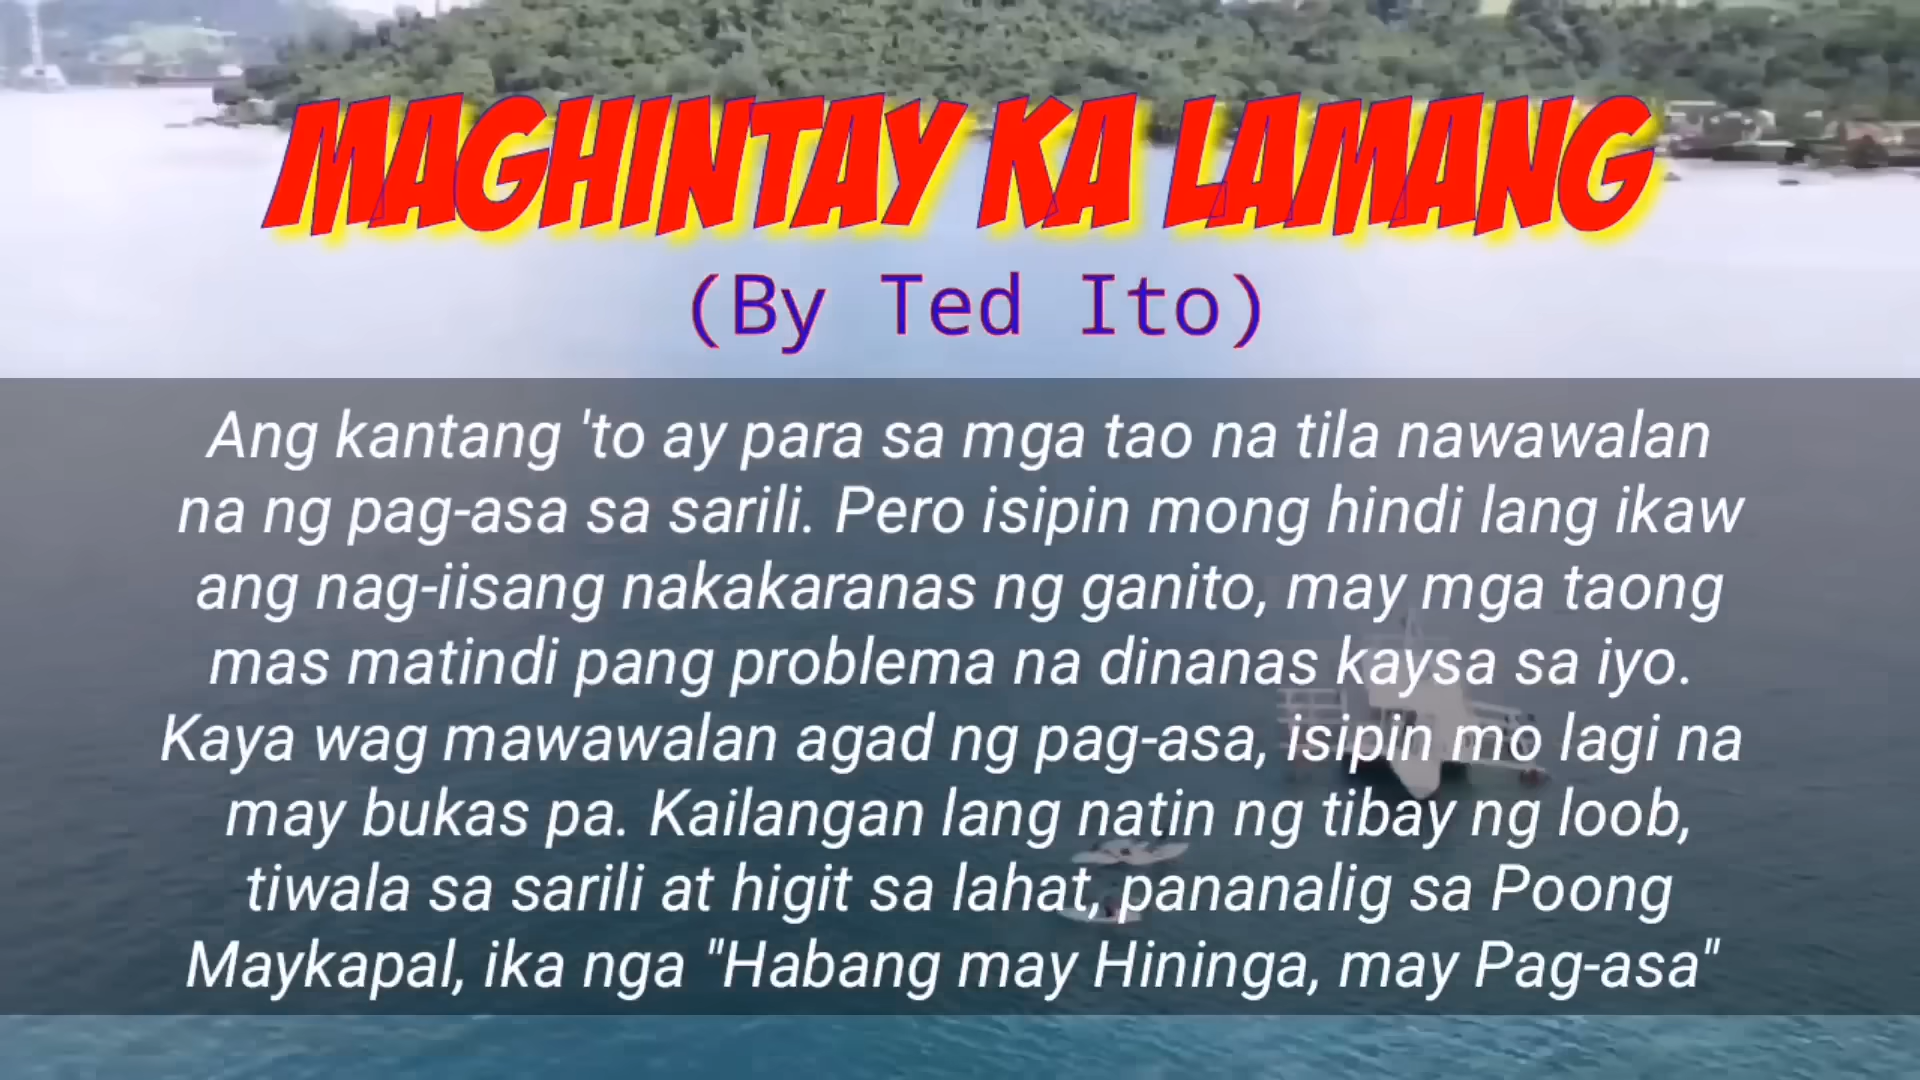 MAGHINTAY KA LAMANG
(By Ted Ito)
Ang kantang 'to ay para sa mga tao na tila nawawalan
na ng pag-asa sa sarili. Pero isipin mong hindi lang ikaw
ang nag-iisang nakakaranas ng ganito, may mga taong
mas matindi pang problema na dinanas kaysa sa iyo.
Kaya wag mawawalan agad ng pag-asa, isipin mo lagi na
may bukas pa. Kailangan lang natin ng tibay ng loob,
tiwala sa sarili at higit sa lahat, pananalig sa Poong
Maykapal, ika nga "Habang may Hininga, may Pag-asa"